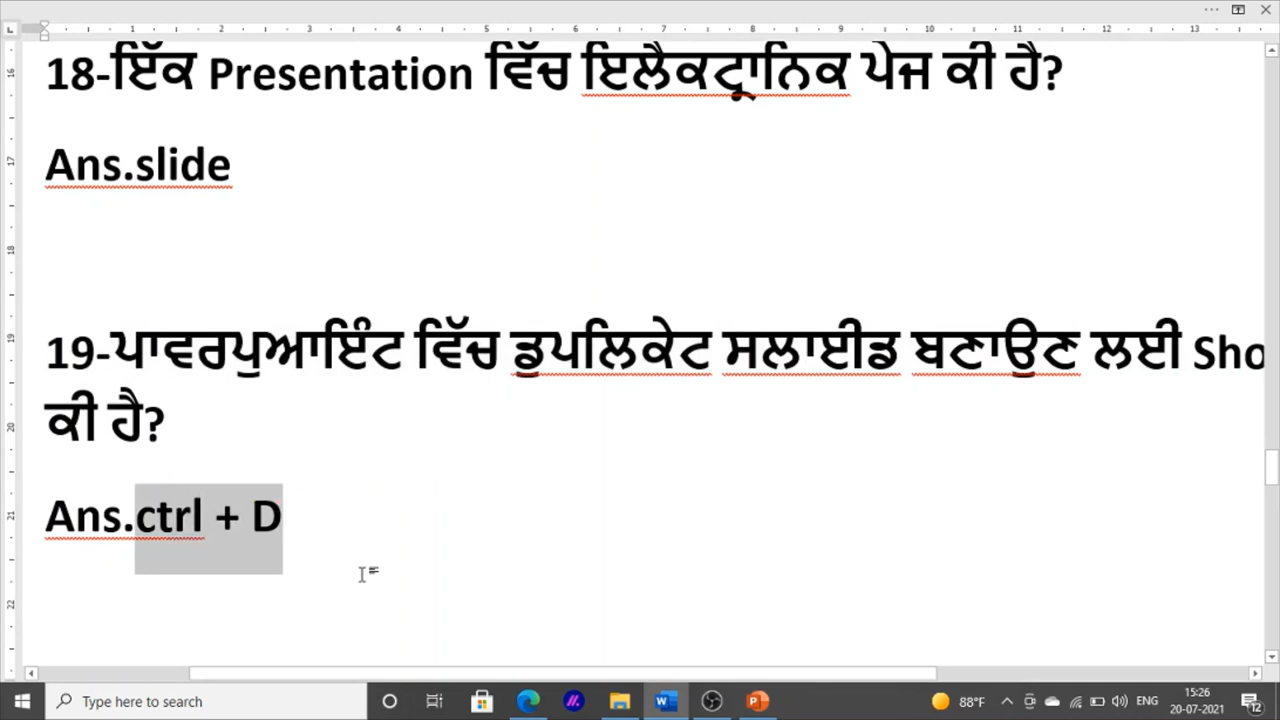 18-ਇੱਕ Presentation ਵਿੱਚ ਇਲੈਕਟ੍ਰਾਨਿਕ ਪੇਜ ਕੀ ਹੈ?
Ans.slide
19-ਪਾਵਰਪੁਆਇੰਟ ਵਿੱਚ ਡੁਪਲਿਕੇਟ ਸਲਾਈਡ ਬਣਾਉਣ ਲਈ Sho
ਕੀ ਹੈ?
Ans.ctrl + D
Type here to search
88°F
ENG
15:26
20-07-2021
12